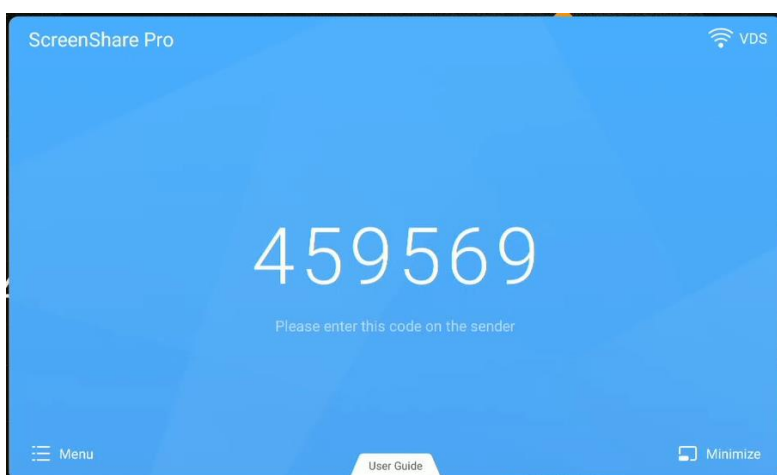 ScreenShare Pro
VDS
459569
Please enter this code on the sender
Menu
User Guide
Minimize